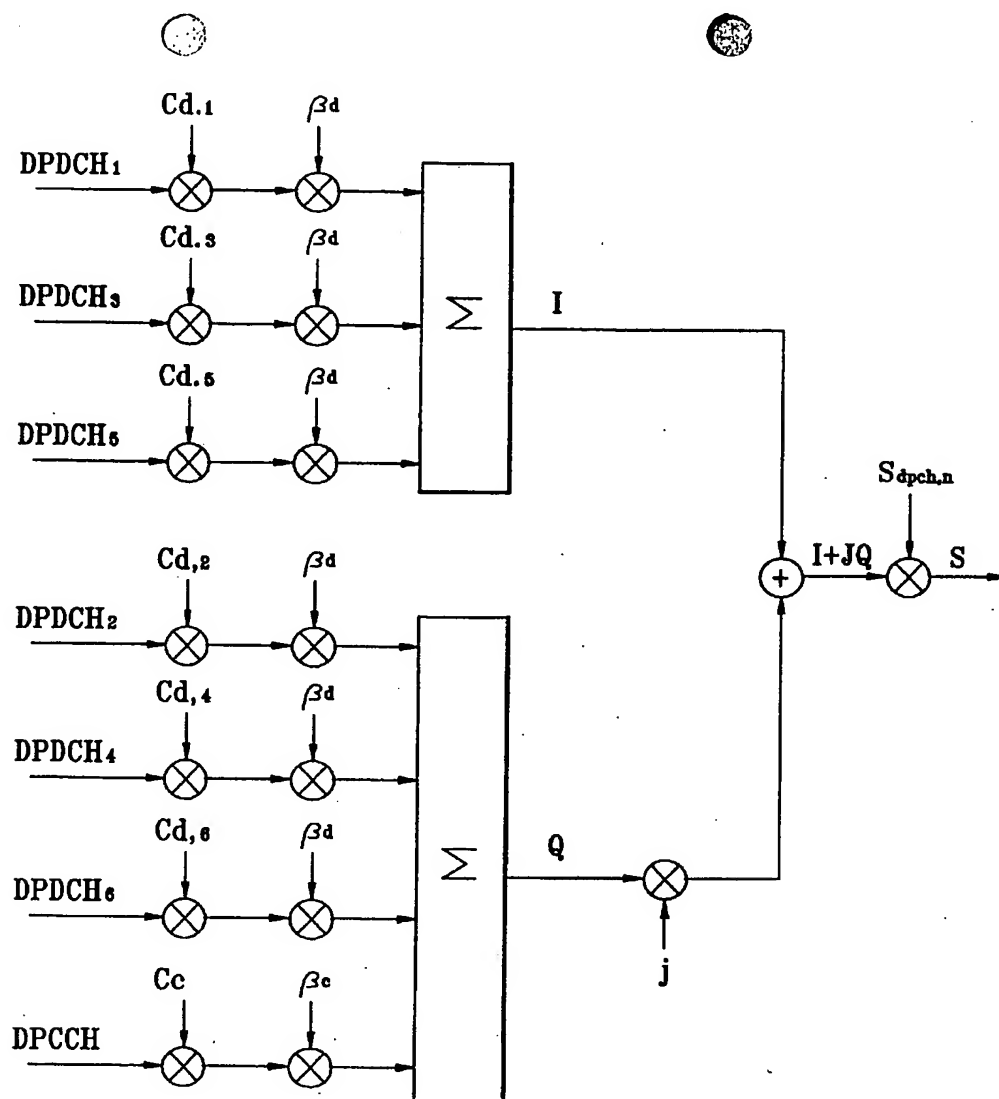 Cd.1 βd
DPDCH1
Cd.3 βd
DPDCH3
Σ
I
Cd.5 βd
DPDCH5
Sdpch,n
I+JQ
S
Cd,2 βd
DPDCH2
Cd,4 βd
DPDCH4
Cd,6 βd
Σ
Q
DPDCH6
j
Cc βc
DPCCH